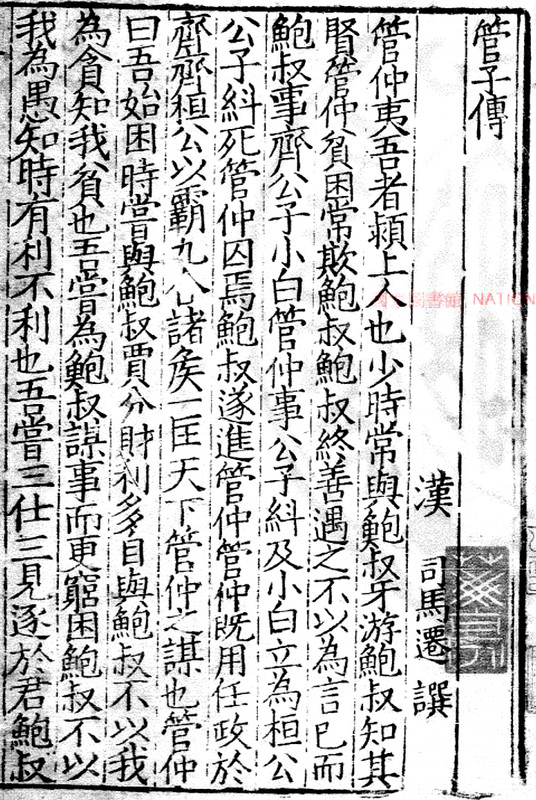 管子傳
漢 司馬遷 譔
管仲夷吾者潁上人也少時常與鮑叔牙游鮑叔知其
賢管仲貧困常欺鮑叔鮑叔終善遇之不以為言已而
鮑叔事齊公子小白管仲事公子糾及小白立為桓公
公子糾死管仲囚焉鮑叔遂進管仲管仲既用任政於
齊齊桓公以霸九合諸侯一匡天下管仲之謀也管仲
曰吾始困時嘗與鮑叔賈分財利多自與鮑叔不以我
為貪知我貧也吾嘗為鮑叔謀事而更窮困鮑叔不以
我為愚知時有利不利也吾嘗三仕三見逐於君鮑叔
圖書館, NATION